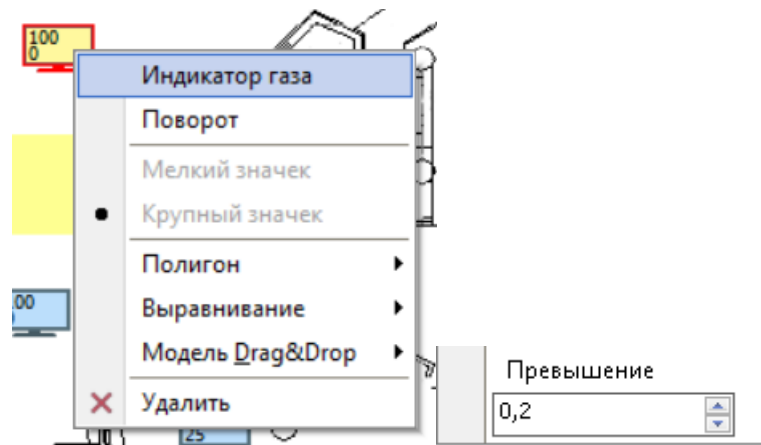 100
0
Индикатор газа
Поворот
Мелкий значек
Крупный значек
Полигон
00
Выравнивание
Модель Drag&Drop
Превышение
Удалить
0,2
25